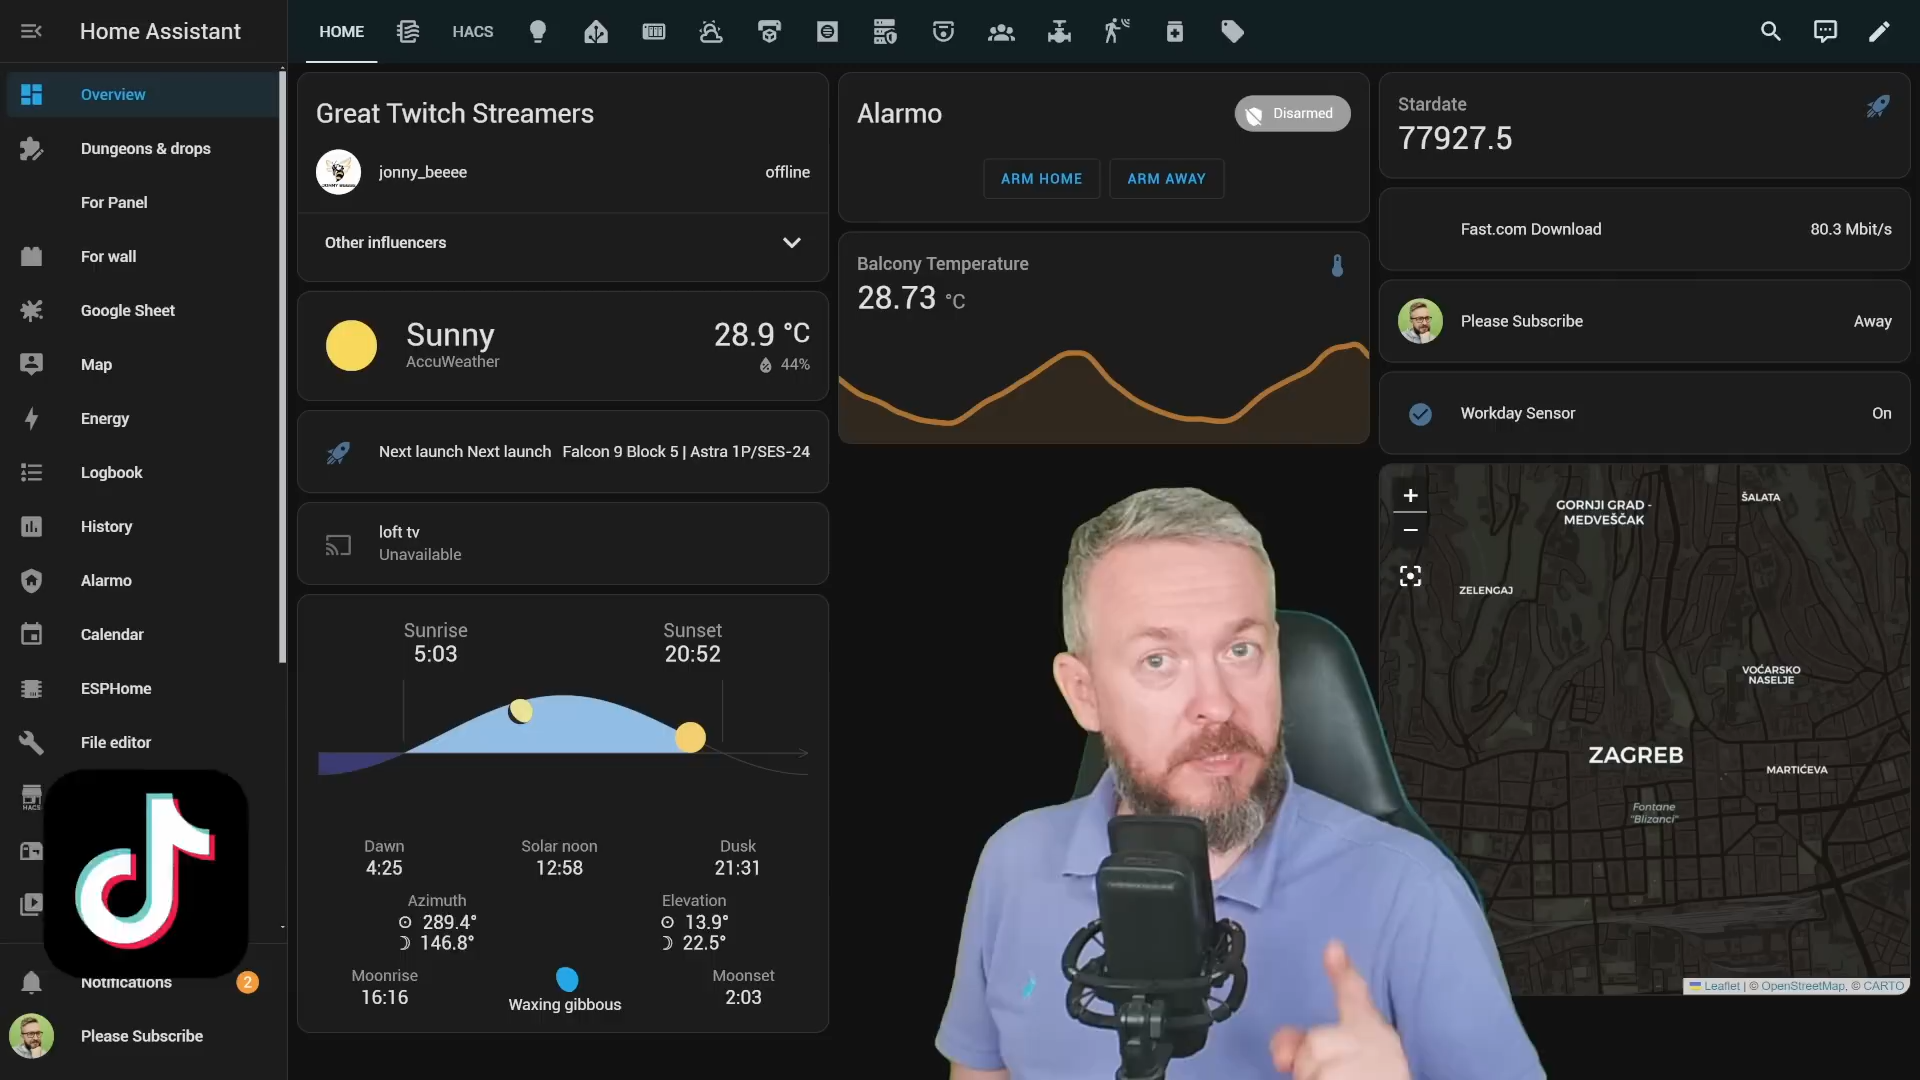 Home Assistant
HOME
HACS
Overview
Dungeons & drops
For Panel
For wall
Google Sheet
Map
Energy
Logbook
History
Alarmo
Calendar
ESPHome
File editor
HACS
Notifications
2
Please Subscribe
Great Twitch Streamers
jonny_beeee
offline
Other influencers
Sunny
28.9 °C
AccuWeather
44%
Next launch Next launch Falcon 9 Block 5 | Astra 1P/SES-24
loft tv
Unavailable
Sunrise
5:03
Sunset
20:52
Dawn
4:25
Solar noon
12:58
Dusk
21:31
Azimuth
289.4°
146.8°
Elevation
13.9°
22.5°
Moonrise
16:16
Waxing gibbous
Moonset
2:03
Alarmo
Disarmed
ARM HOME
ARM AWAY
Balcony Temperature
28.73 °C
Stardate
77927.5
Fast.com Download
80.3 Mbit/s
Please Subscribe
Away
Workday Sensor
On
+
−
GORNJI GRAD -
MEDVEŠČAK
ŠALATA
ZELENGAJ
VOĆARSKO
NASELJE
ZAGREB
MARTIĆEVA
Fontane
"Blizanci"
Leaflet | © OpenStreetMap, © CARTO